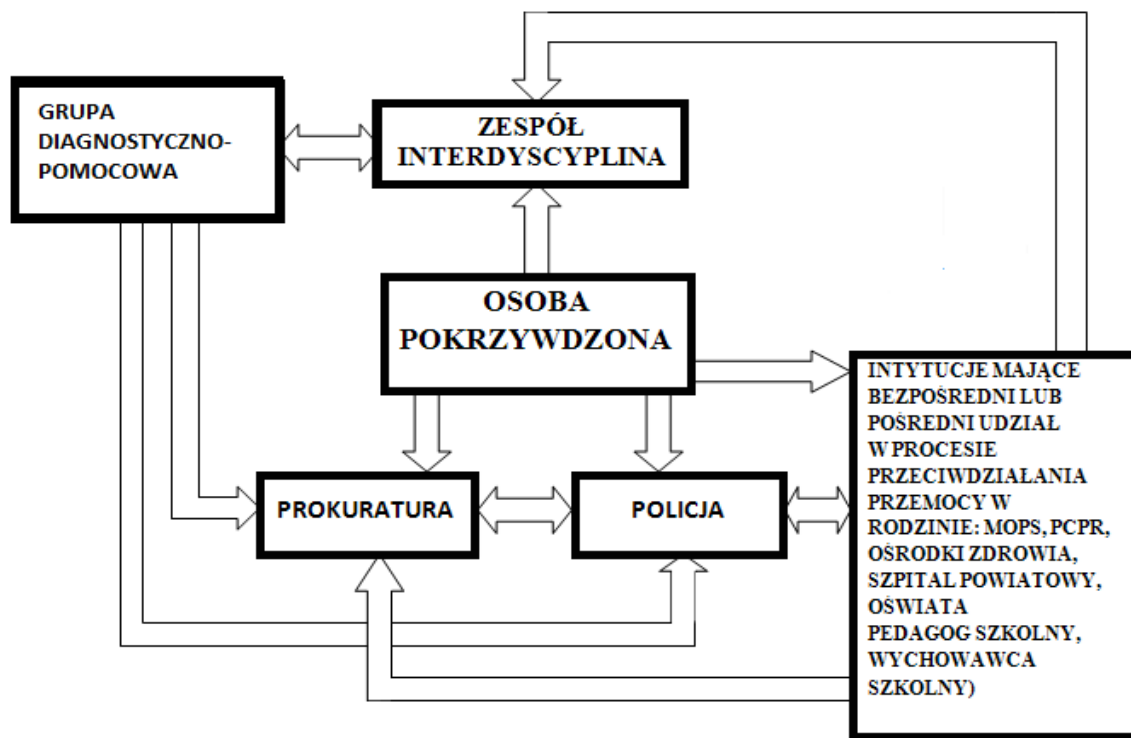 GRUPA
DIAGNOSTYCZNO-
POMOCOWA
ZESPÓŁ
INTERDYSCYPLINA
OSOBA
POKRZYWDZONA
PROKURATURA
POLICJA
INTYTUCJE MAJĄCE
BEZPOŚREDNI LUB
POŚREDNI UDZIAŁ
W PROCESIE
PRZECIWDZIAŁANIA
PRZEMOCY W
RODZINIE: MOPS, PCPR,
OŚRODKI ZDROWIA,
SZPITAL POWIATOWY,
OŚWIATA
PEDAGOG SZKOLNY,
WYCHOWAWCA
SZKOLNY)